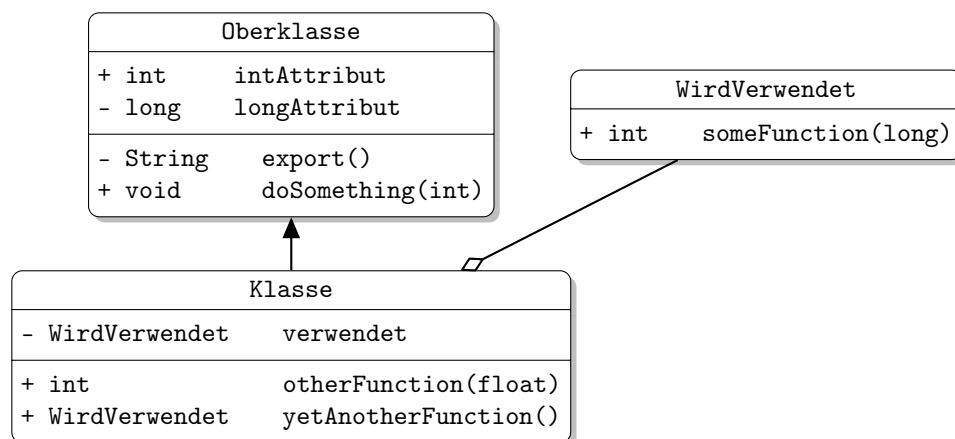 Oberklasse
+ int intAttribut
- long longAttribut
- String export()
+ void doSomething(int)
WirdVerwendet
+ int someFunction(long)
Klasse
- WirdVerwendet verwendet
+ int otherFunction(float)
+ WirdVerwendet yetAnotherFunction()